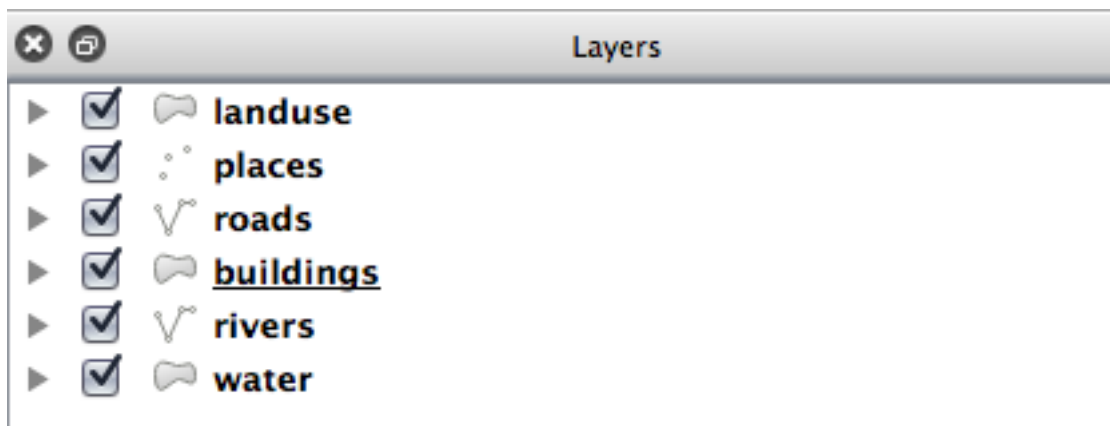 Layers
landuse
places
roads
buildings
rivers
water